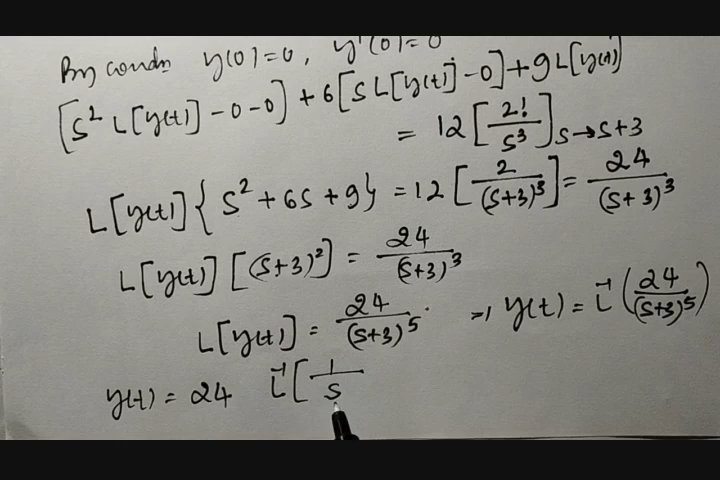 By condn y(0)=0, y'(0)=0
[S² L[y(t)] -0-0] + 6[S L[y(t)] -0] + 9 L[y(t)]
= 12 [2!/S³]S→S+3
L[y(t)] { S² + 6S + 9 } = 12 [2/(S+3)³] = 24/(S+3)³
L[y(t)] [(S+3)²] = 24/(S+3)³
L[y(t)] = 24/(S+3)⁵ ⇒ y(t) = L⁻¹(24/(S+3)⁵)
y(t) = 24 L⁻¹[1/S